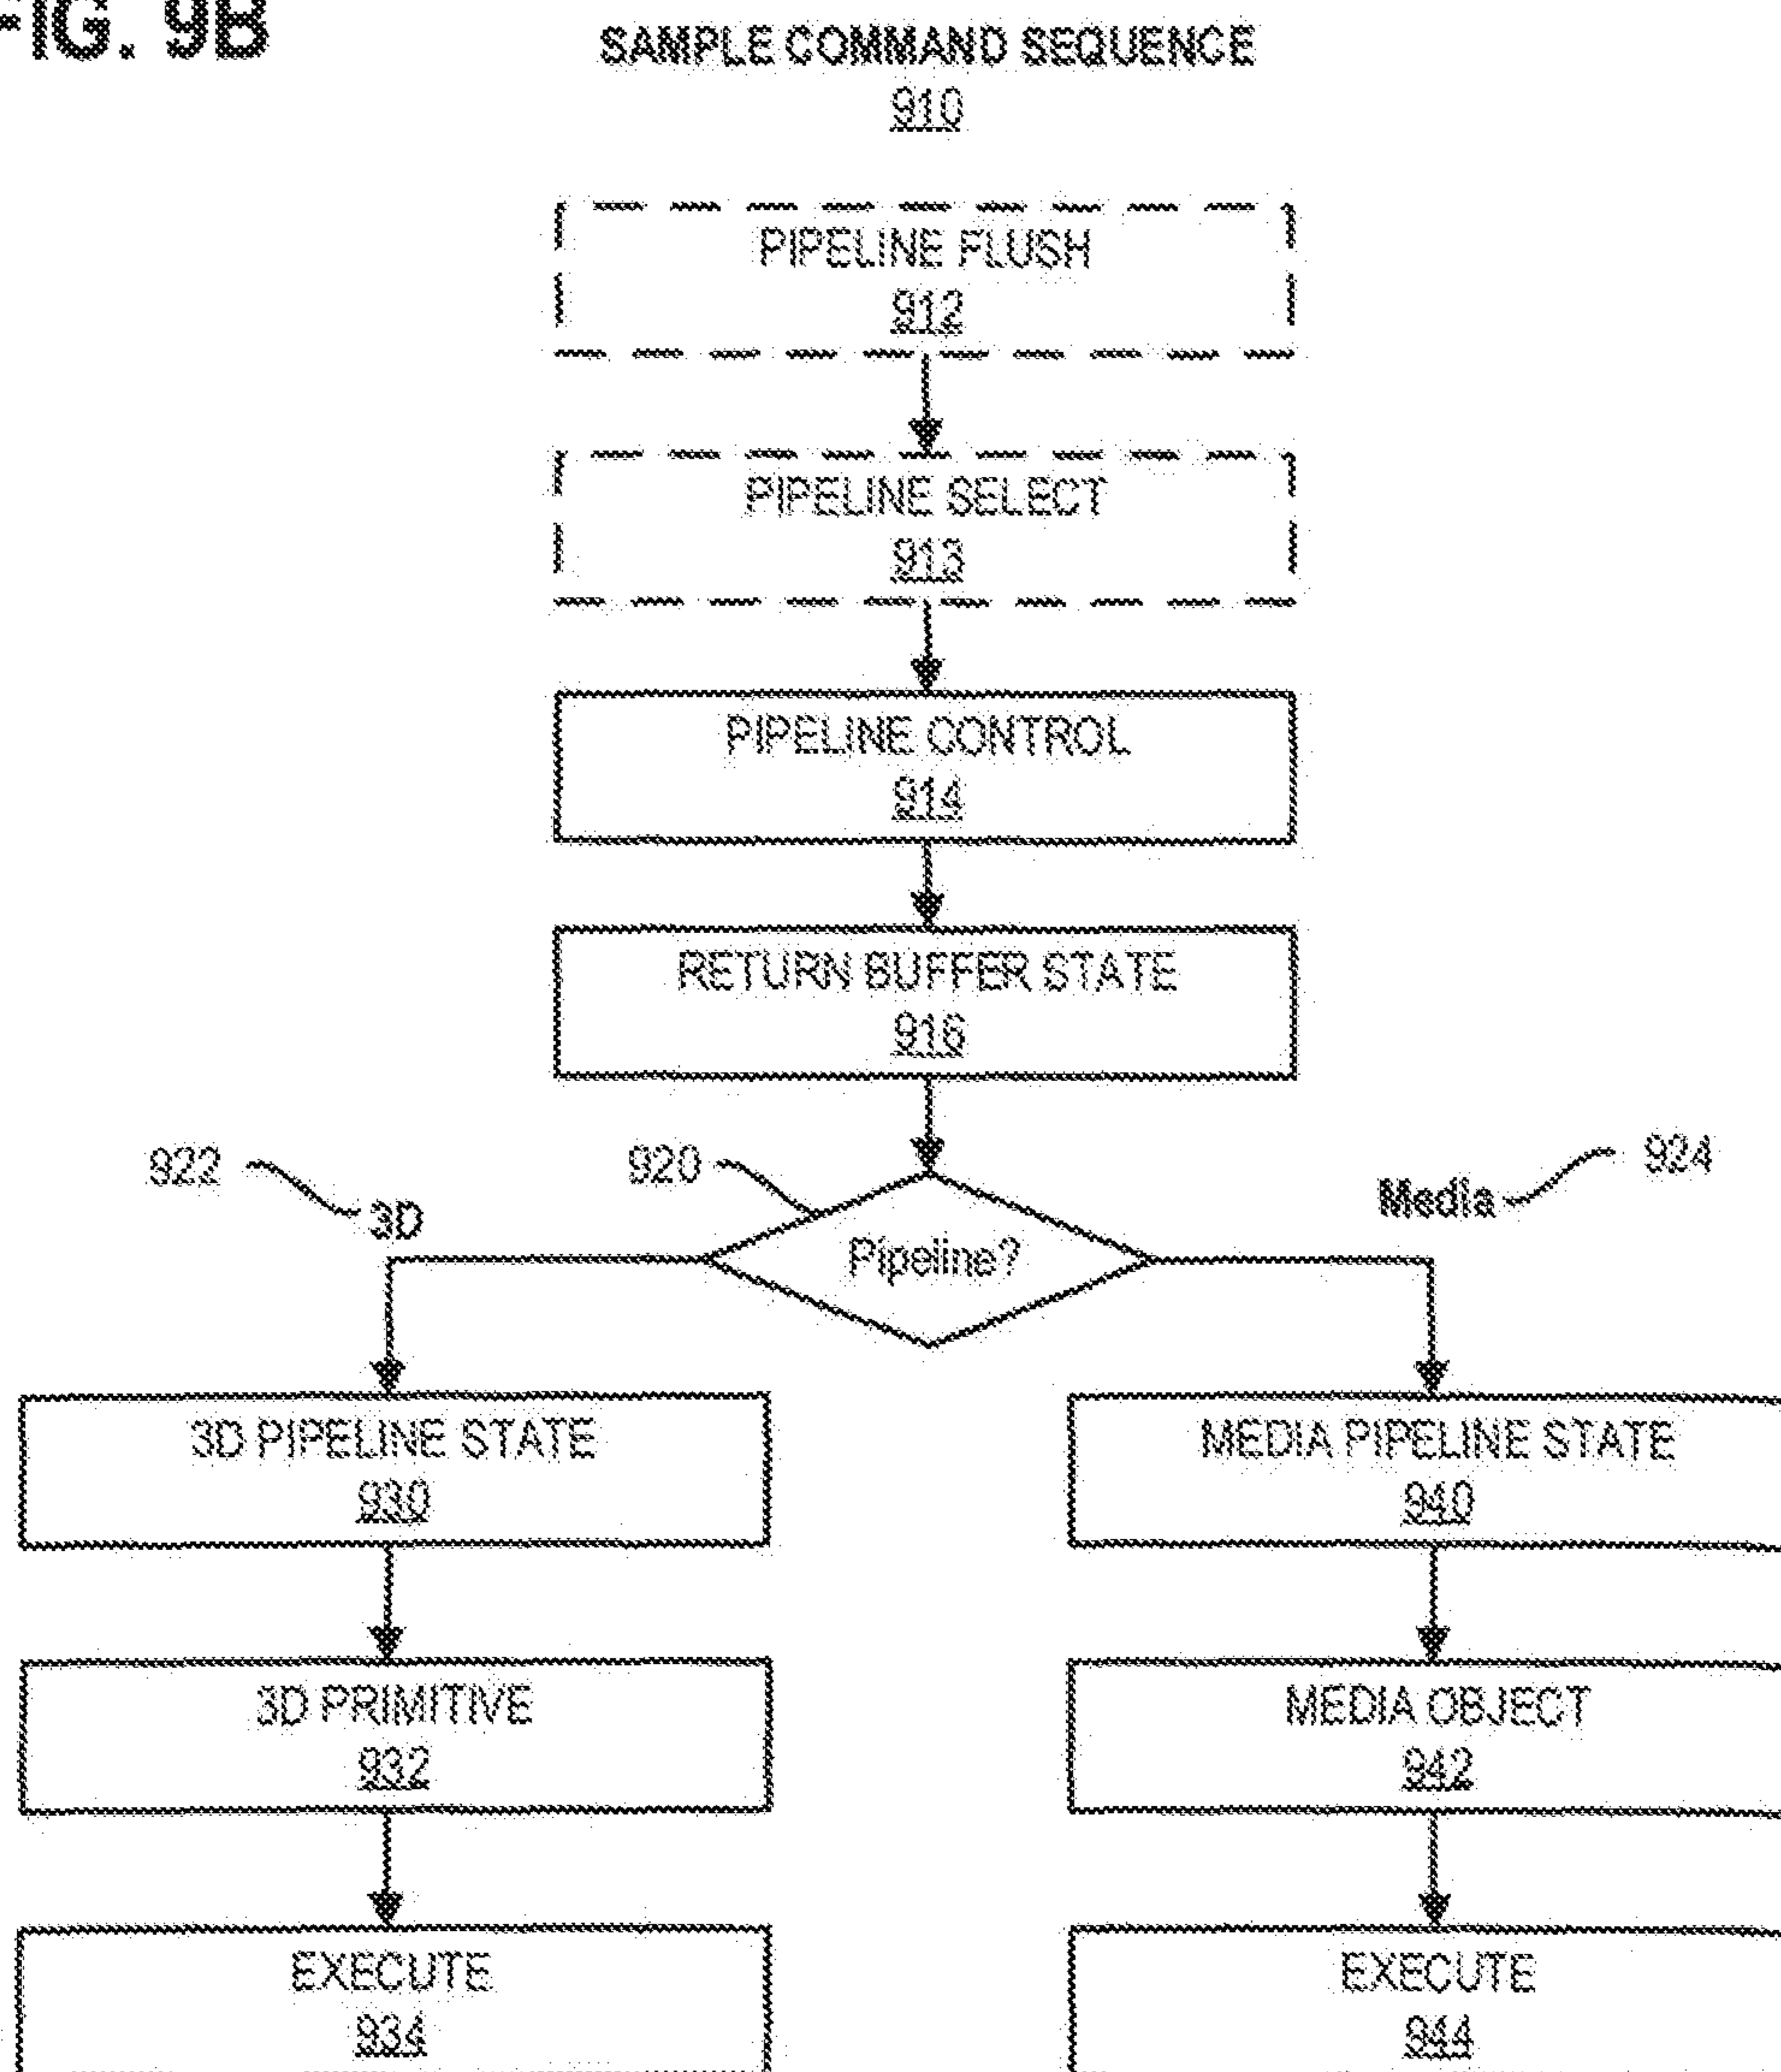 FIG. 9B
SAMPLE COMMAND SEQUENCE
910
PIPELINE FLUSH
912
PIPELINE SELECT
913
PIPELINE CONTROL
914
RETURN BUFFER STATE
916
922
920
924
3D
Media
Pipeline?
3D PIPELINE STATE
930
MEDIA PIPELINE STATE
940
3D PRIMITIVE
932
MEDIA OBJECT
942
EXECUTE
934
EXECUTE
944